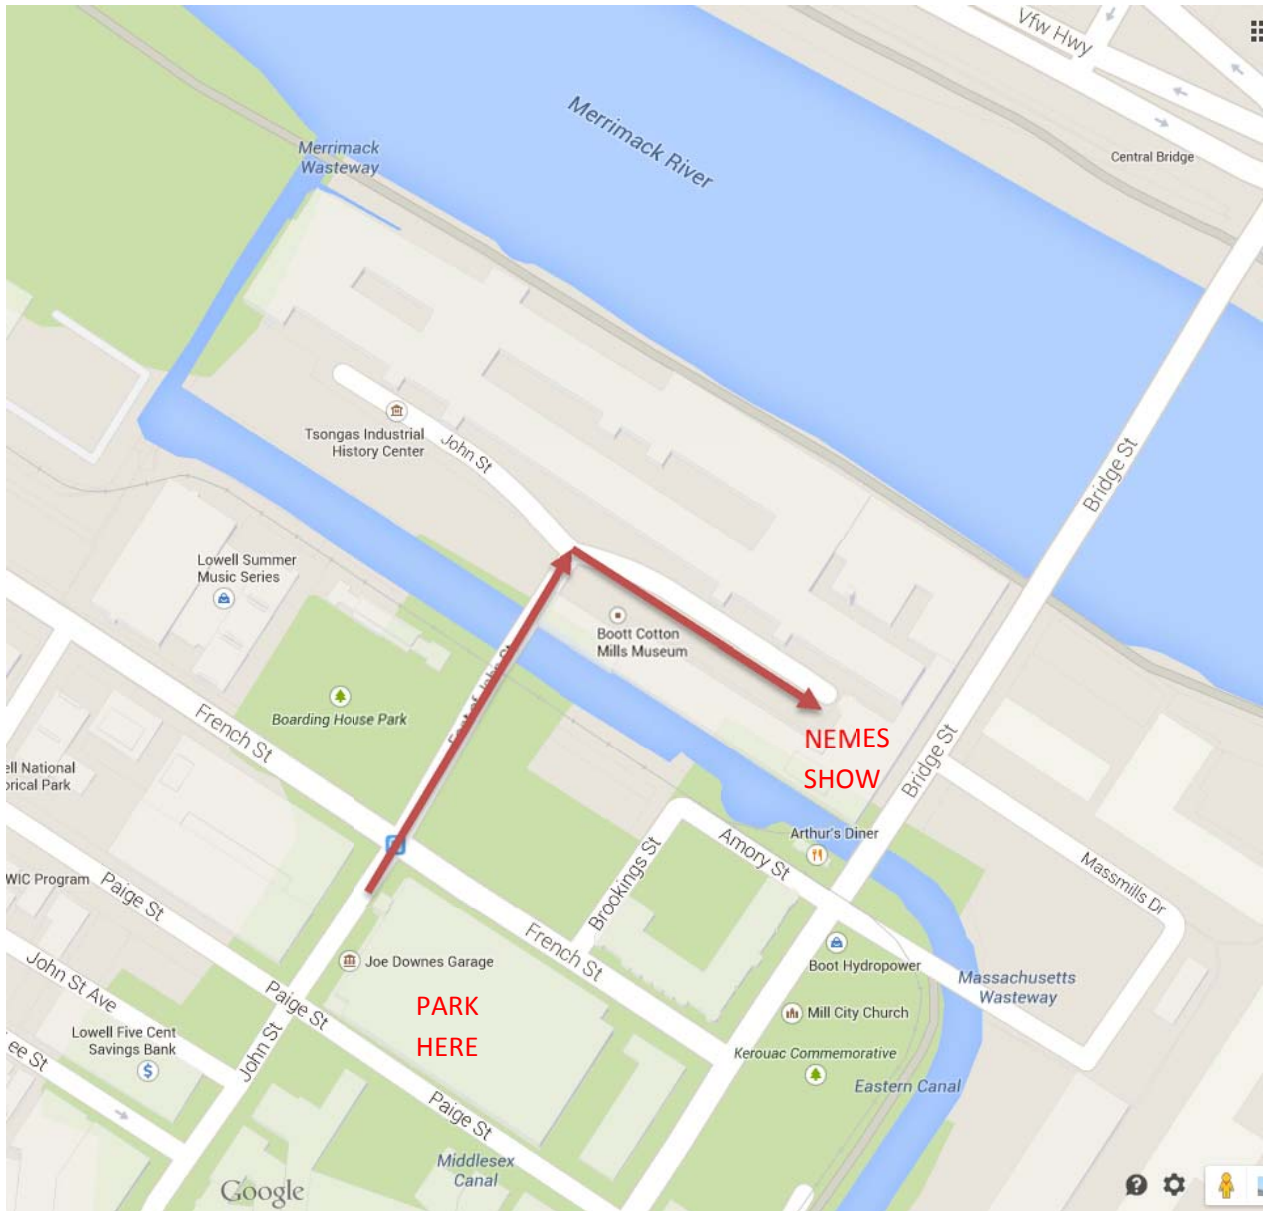 Vfw Hwy
Merrimack River
Merrimack
Wasteway
Central Bridge
Bridge St
Tsongas Industrial
History Center
John St
Lowell Summer
Music Series
Boott Cotton
Mills Museum
East of John St
Boarding House Park
French St
NEMES
SHOW
Bridge St
ell National
orical Park
Arthur's Diner
Amory St
Massmills Dr
WIC Program
Paige St
Brookings St
French St
Joe Downes Garage
Boot Hydropower
Massachusetts
Wasteway
John St Ave
Paige St
PARK
HERE
Mill City Church
Lowell Five Cent
Savings Bank
ee St
John St
Kerouac Commemorative
Eastern Canal
$
Paige St
Middlesex
Canal
Google
?